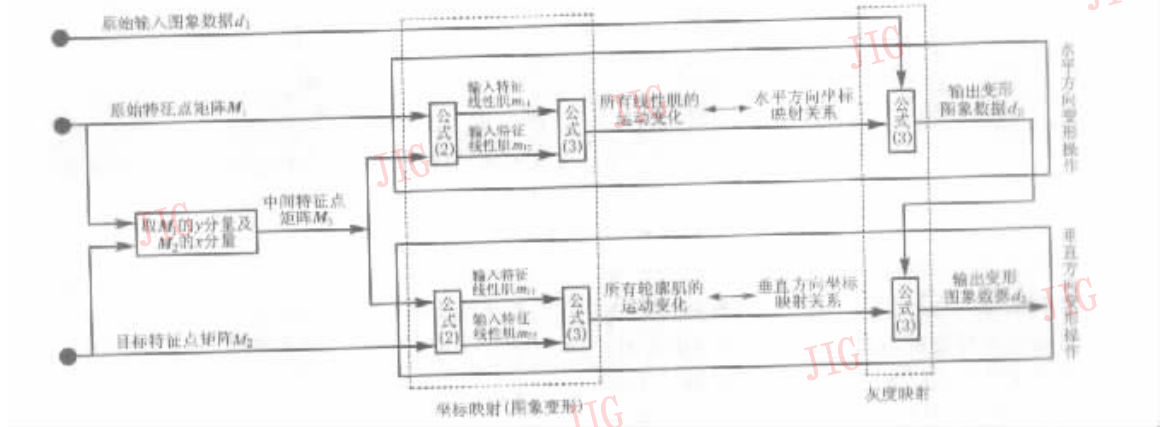 原始输入图象数据d₁
原始特征点矩阵M₁
取M₁的y分量及
M₂的x分量
中间特征点
矩阵M₃
目标特征点矩阵M₂
公式(2)
输入特征
线性肌m₁₁
输入特征
线性肌m₁₂
公式(3)
所有线性肌的
运动变化
水平方向坐标
映射关系
公式(3)
输出变形
图象数据d₂
水平方向变形操作
公式(2)
输入特征
线性肌
输入特征
线性肌
公式(3)
所有轮廓肌的
运动变化
垂直方向坐标
映射关系
公式(3)
输出变形
图象数据d₃
垂直方向变形操作
坐标映射(图象变形)
灰度映射
JIG
JIG
JIG
JIG
JIG
JIG
JIG
JIG